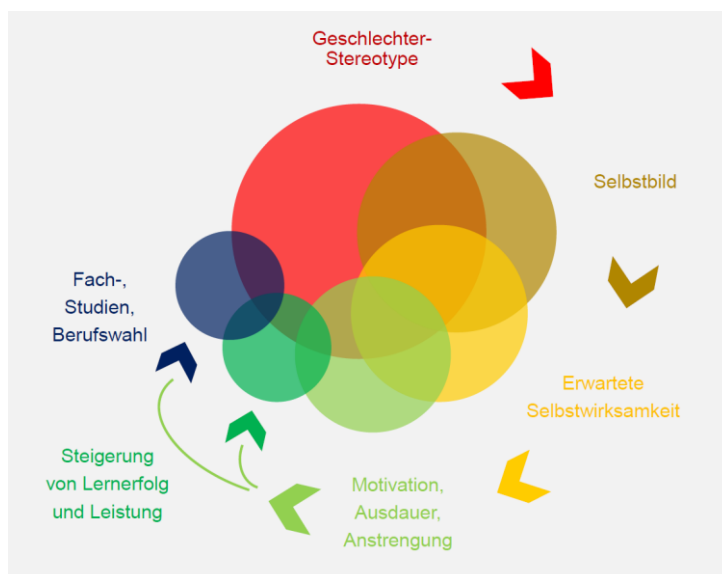 Geschlechter-
Stereotype
Selbstbild
Erwartete
Selbstwirksamkeit
Motivation,
Ausdauer,
Anstrengung
Steigerung
von Lernerfolg
und Leistung
Fach-,
Studien,
Berufswahl